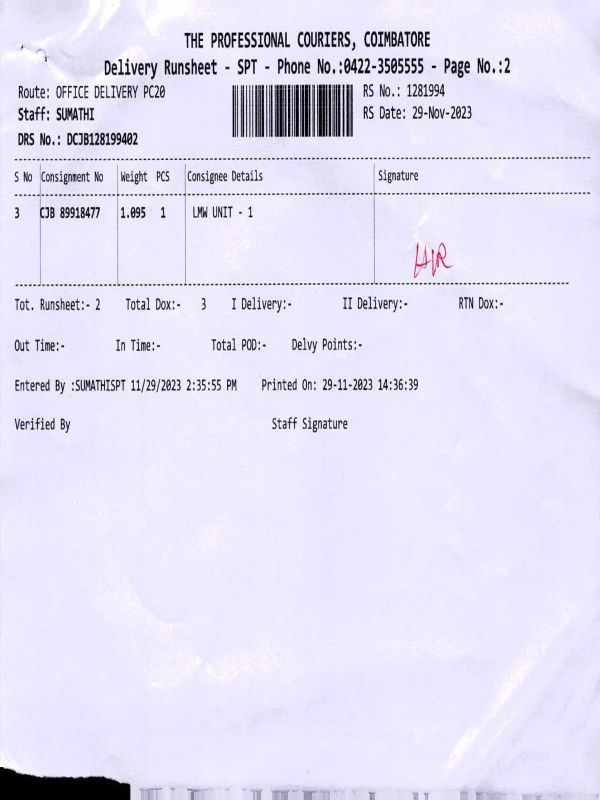 THE PROFESSIONAL COURIERS, COIMBATORE
Delivery Runsheet - SPT - Phone No.:0422-3505555 - Page No.:2
Route: OFFICE DELIVERY PC20 RS No.: 1281994
Staff: SUMATHI RS Date: 29-Nov-2023
DRS No.: DCJB128199402
S No Consignment No Weight PCS Consignee Details Signature
3 CJB 89918477 1.095 1 LMW UNIT - 1
Tot. Runsheet:- 2 Total Dox:- 3 I Delivery:- II Delivery:- RTN Dox:-
Out Time:- In Time:- Total POD:- Delvy Points:-
Entered By :SUMATHISPT 11/29/2023 2:35:55 PM Printed On: 29-11-2023 14:36:39
Verified By Staff Signature